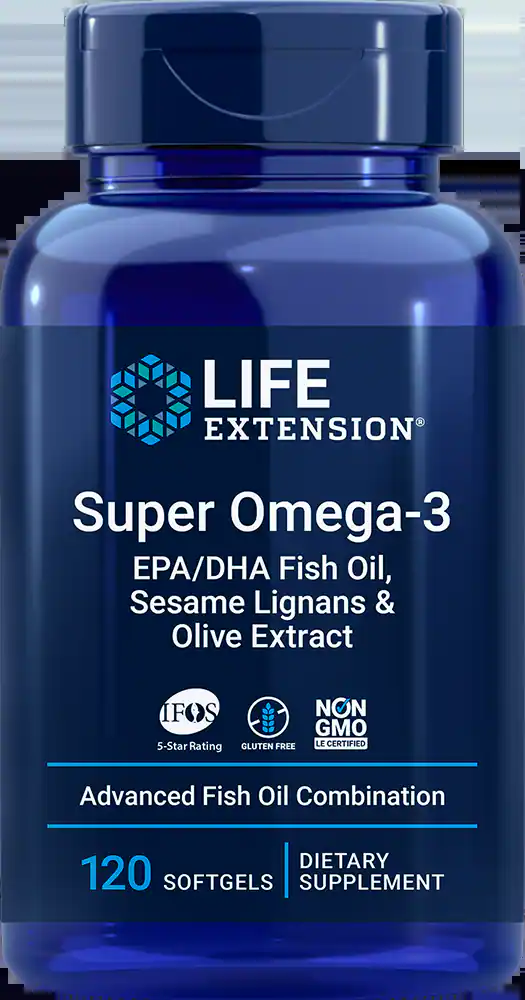 LIFE
EXTENSION®
Super Omega-3
EPA/DHA Fish Oil,
Sesame Lignans &
Olive Extract
IFOS
5-Star Rating
GLUTEN FREE
NON
GMO
LE CERTIFIED
Advanced Fish Oil Combination
120 SOFTGELS
DIETARY
SUPPLEMENT